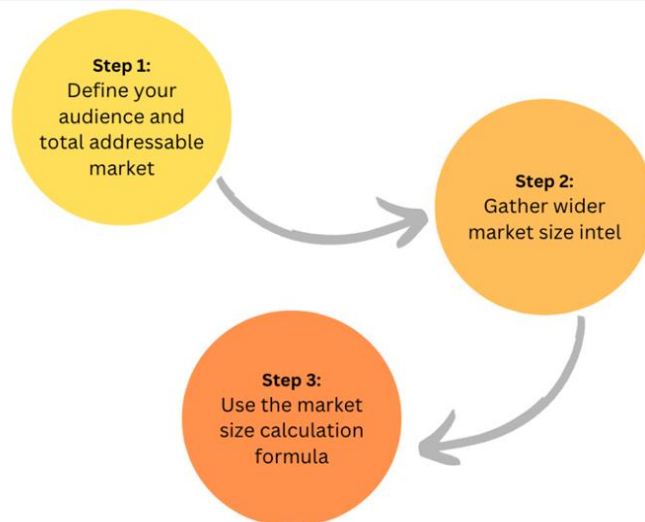 Step 1:
Define your
audience and
total addressable
market
Step 2:
Gather wider
market size intel
Step 3:
Use the market
size calculation
formula